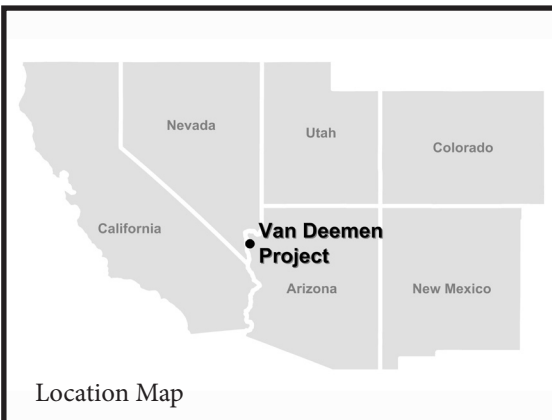 Nevada
Utah
Colorado
California
Van Deemen
Project
Arizona
New Mexico
Location Map